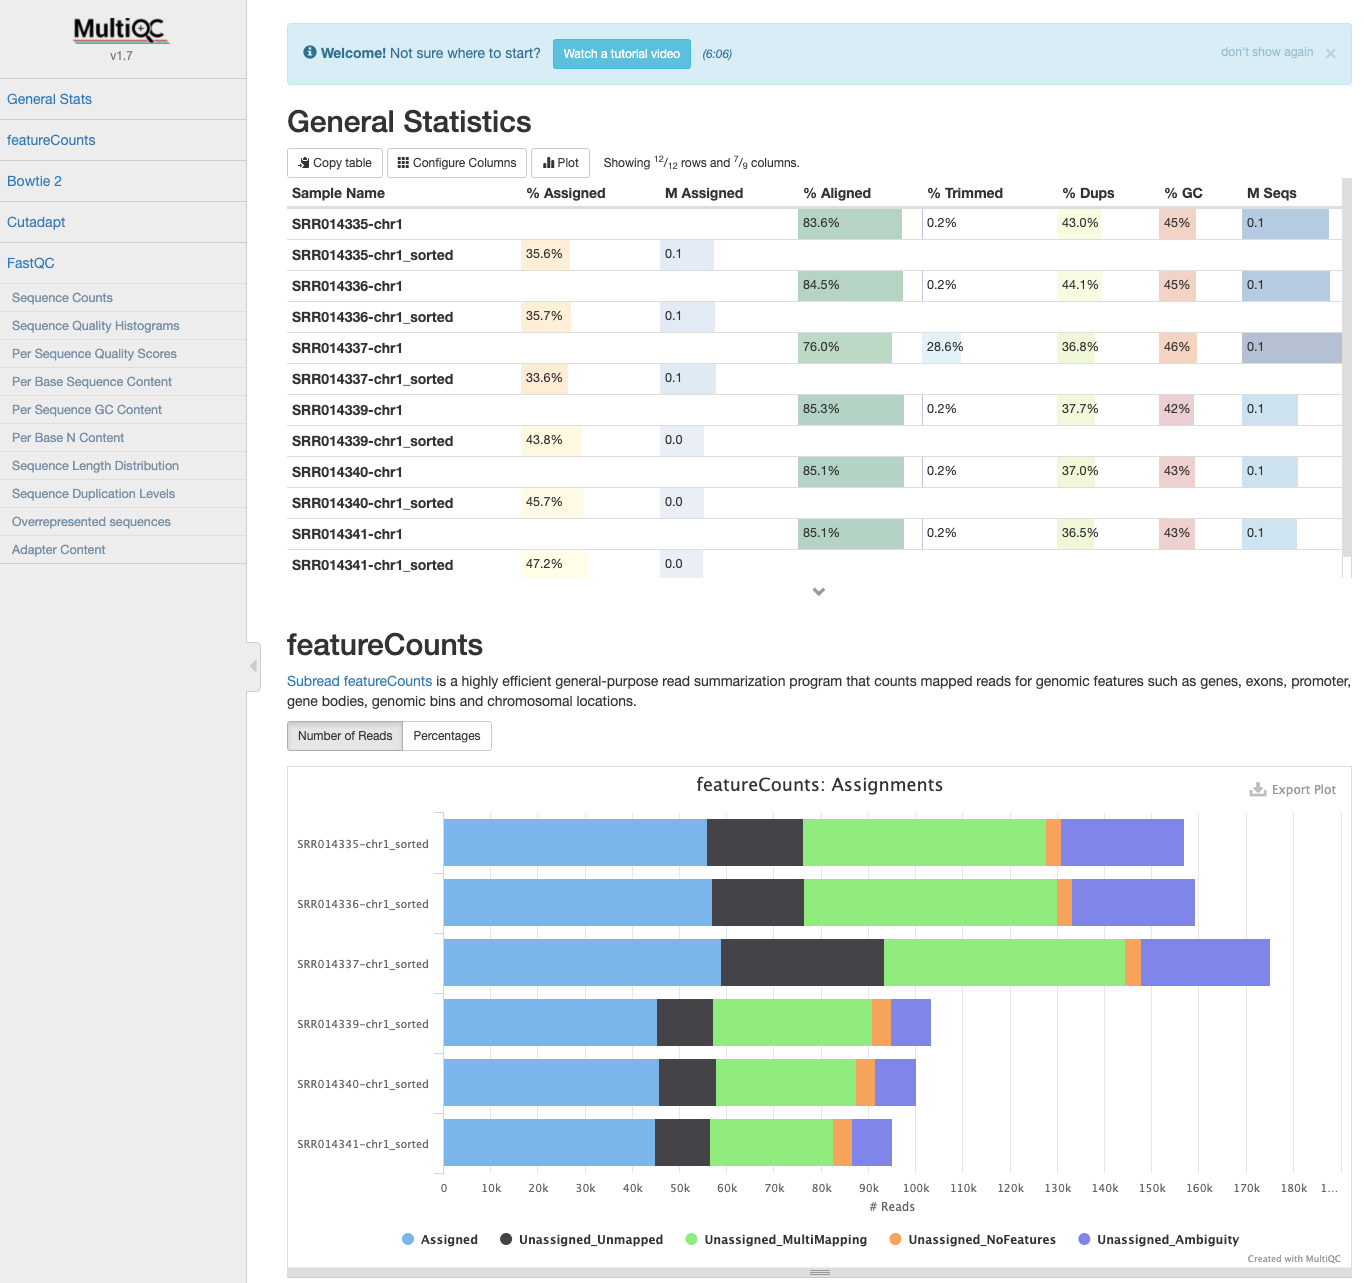 MultiQC
v1.7
General Stats
featureCounts
Bowtie 2
Cutadapt
FastQC
Sequence Counts
Sequence Quality Histograms
Per Sequence Quality Scores
Per Base Sequence Content
Per Sequence GC Content
Per Base N Content
Sequence Length Distribution
Sequence Duplication Levels
Overrepresented sequences
Adapter Content
Welcome! Not sure where to start? Watch a tutorial video (6:06) don't show again ×
General Statistics
Copy table Configure Columns Plot Showing 12/12 rows and 7/9 columns.
Sample Name % Assigned M Assigned % Aligned % Trimmed % Dups % GC M Seqs
SRR014335-chr1 83.6% 0.2% 43.0% 45% 0.1
SRR014335-chr1_sorted 35.6% 0.1
SRR014336-chr1 84.5% 0.2% 44.1% 45% 0.1
SRR014336-chr1_sorted 35.7% 0.1
SRR014337-chr1 76.0% 28.6% 36.8% 46% 0.1
SRR014337-chr1_sorted 33.6% 0.1
SRR014339-chr1 85.3% 0.2% 37.7% 42% 0.1
SRR014339-chr1_sorted 43.8% 0.0
SRR014340-chr1 85.1% 0.2% 37.0% 43% 0.1
SRR014340-chr1_sorted 45.7% 0.0
SRR014341-chr1 85.1% 0.2% 36.5% 43% 0.1
SRR014341-chr1_sorted 47.2% 0.0
featureCounts
Subread featureCounts is a highly efficient general-purpose read summarization program that counts mapped reads for genomic features such as genes, exons, promoter,
gene bodies, genomic bins and chromosomal locations.
Number of Reads Percentages
featureCounts: Assignments
Export Plot
SRR014335-chr1_sorted
SRR014336-chr1_sorted
SRR014337-chr1_sorted
SRR014339-chr1_sorted
SRR014340-chr1_sorted
SRR014341-chr1_sorted
0 10k 20k 30k 40k 50k 60k 70k 80k 90k 100k 110k 120k 130k 140k 150k 160k 170k 180k 1...
# Reads
Assigned Unassigned_Unmapped Unassigned_MultiMapping Unassigned_NoFeatures Unassigned_Ambiguity
Created with MultiQC